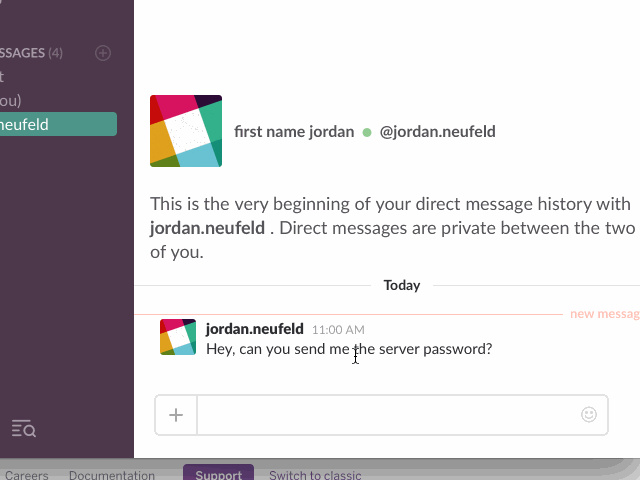 SSAGES (4)
t
ou)
neufeld
first name jordan @jordan.neufeld
This is the very beginning of your direct message history with
jordan.neufeld . Direct messages are private between the two
of you.
Today
new messag
jordan.neufeld 11:00 AM
Hey, can you send me the server password?
Careers Documentation Support Switch to classic